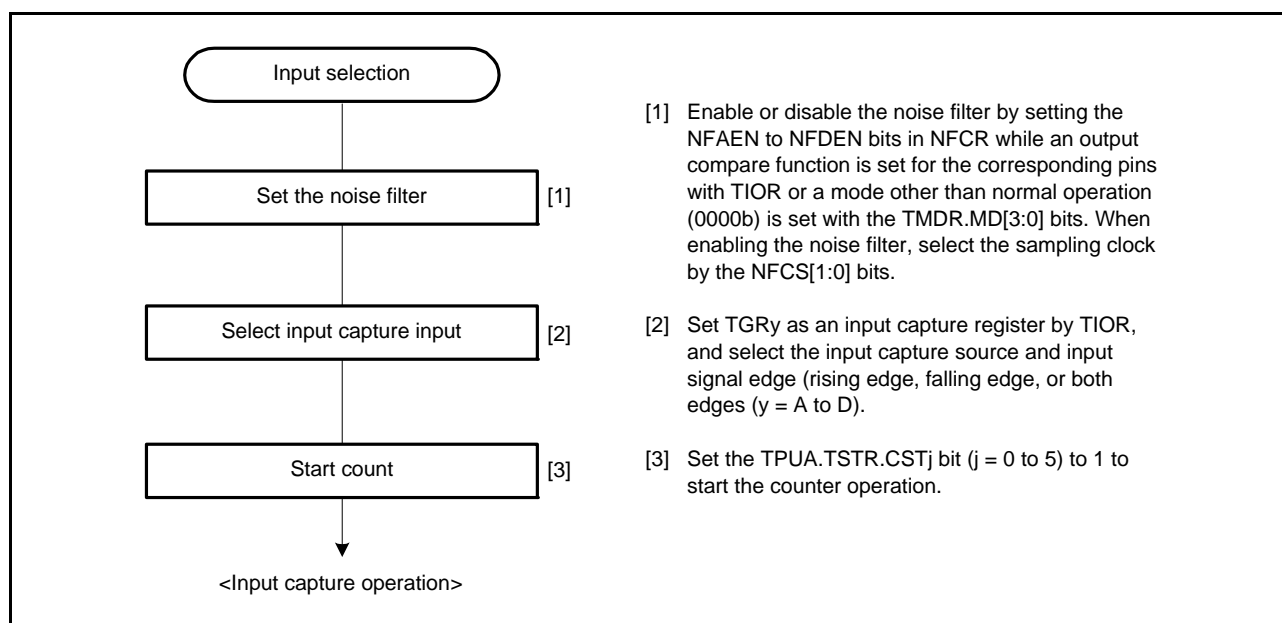 Input selection
Set the noise filter
[1]
Select input capture input
[2]
Start count
[3]
<Input capture operation>
[1] Enable or disable the noise filter by setting the
NFAEN to NFDEN bits in NFCR while an output
compare function is set for the corresponding pins
with TIOR or a mode other than normal operation
(0000b) is set with the TMDR.MD[3:0] bits. When
enabling the noise filter, select the sampling clock
by the NFCS[1:0] bits.
[2] Set TGRy as an input capture register by TIOR,
and select the input capture source and input
signal edge (rising edge, falling edge, or both
edges (y = A to D).
[3] Set the TPUA.TSTR.CSTj bit (j = 0 to 5) to 1 to
start the counter operation.